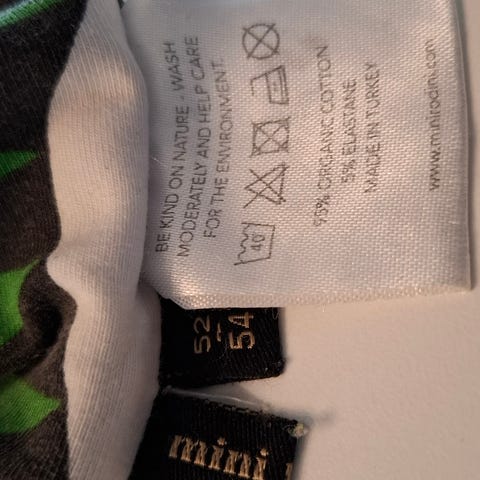 BE KIND ON NATURE - WASH
MODERATELY AND HELP CARE
FOR THE ENVIRONMENT.
40°
95% ORGANIC COTTON
5% ELASTANE
MADE IN TURKEY
www.minirodini.com
52
-
54
mini